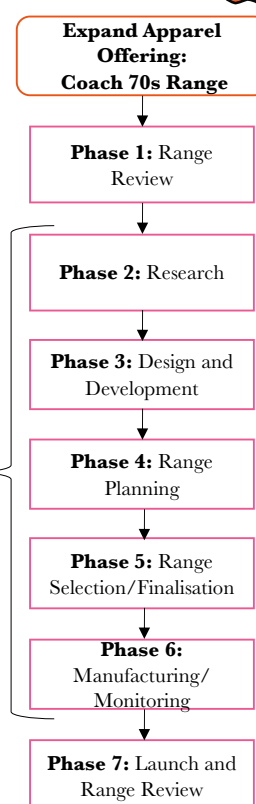 Expand Apparel
Offering:
Coach 70s Range
Phase 1: Range
Review
Phase 2: Research
Phase 3: Design and
Development
Phase 4: Range
Planning
Phase 5: Range
Selection/Finalisation
Phase 6:
Manufacturing/
Monitoring
Phase 7: Launch and
Range Review